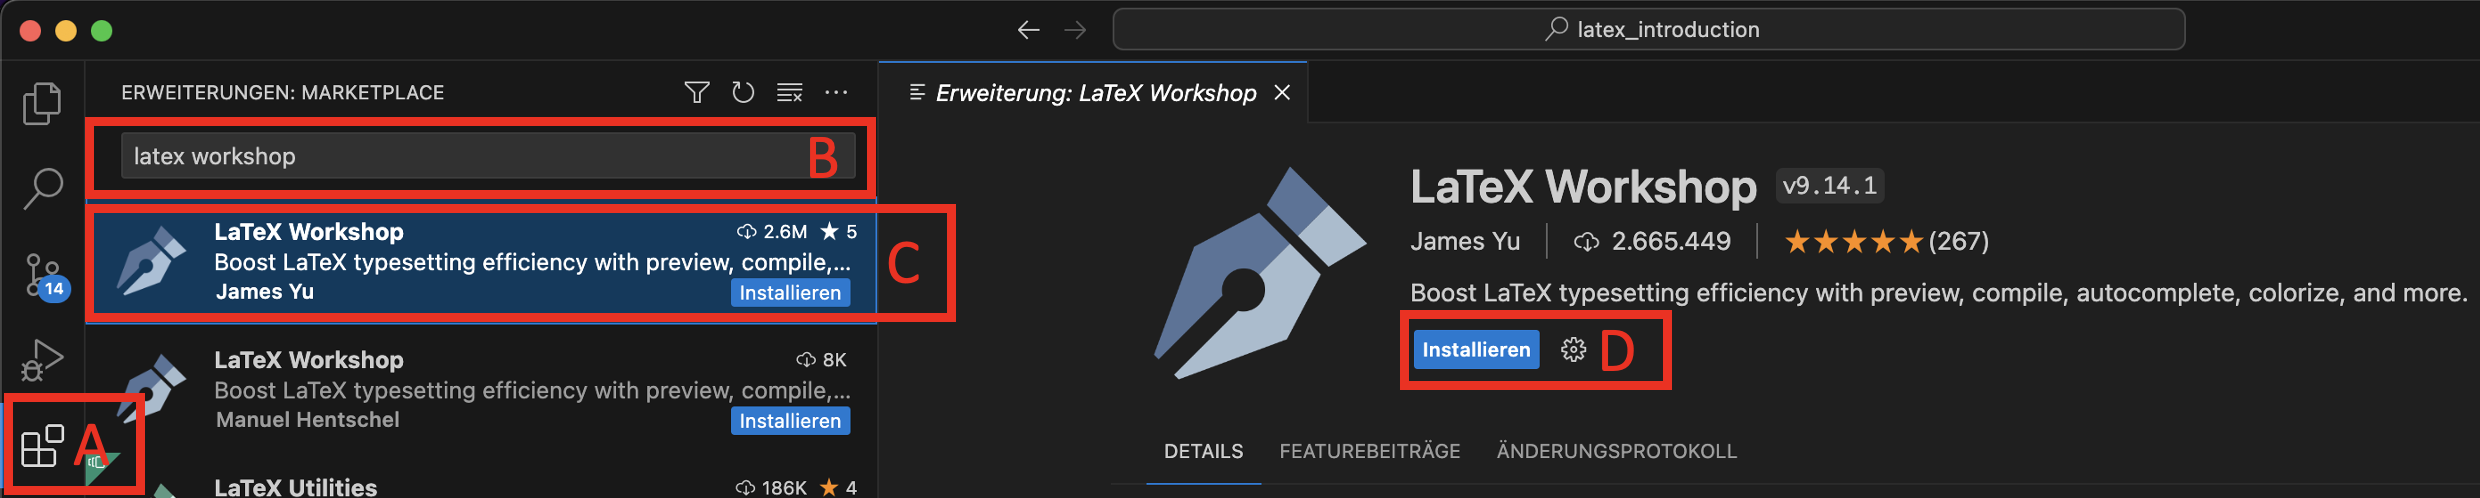 latex_introduction
ERWEITERUNGEN: MARKETPLACE
latex workshop
B
LaTeX Workshop 2.6M 5
Boost LaTeX typesetting efficiency with preview, compile,...
James Yu Installieren
C
LaTeX Workshop 8K
Boost LaTeX typesetting efficiency with preview, compile,...
Manuel Hentschel Installieren
LaTeX Utilities 186K 4
14
A
Erweiterung: LaTeX Workshop
LaTeX Workshop v9.14.1
James Yu 2.665.449 (267)
Boost LaTeX typesetting efficiency with preview, compile, autocomplete, colorize, and more.
Installieren D
DETAILS FEATUREBEITRÄGE ÄNDERUNGSPROTOKOLL